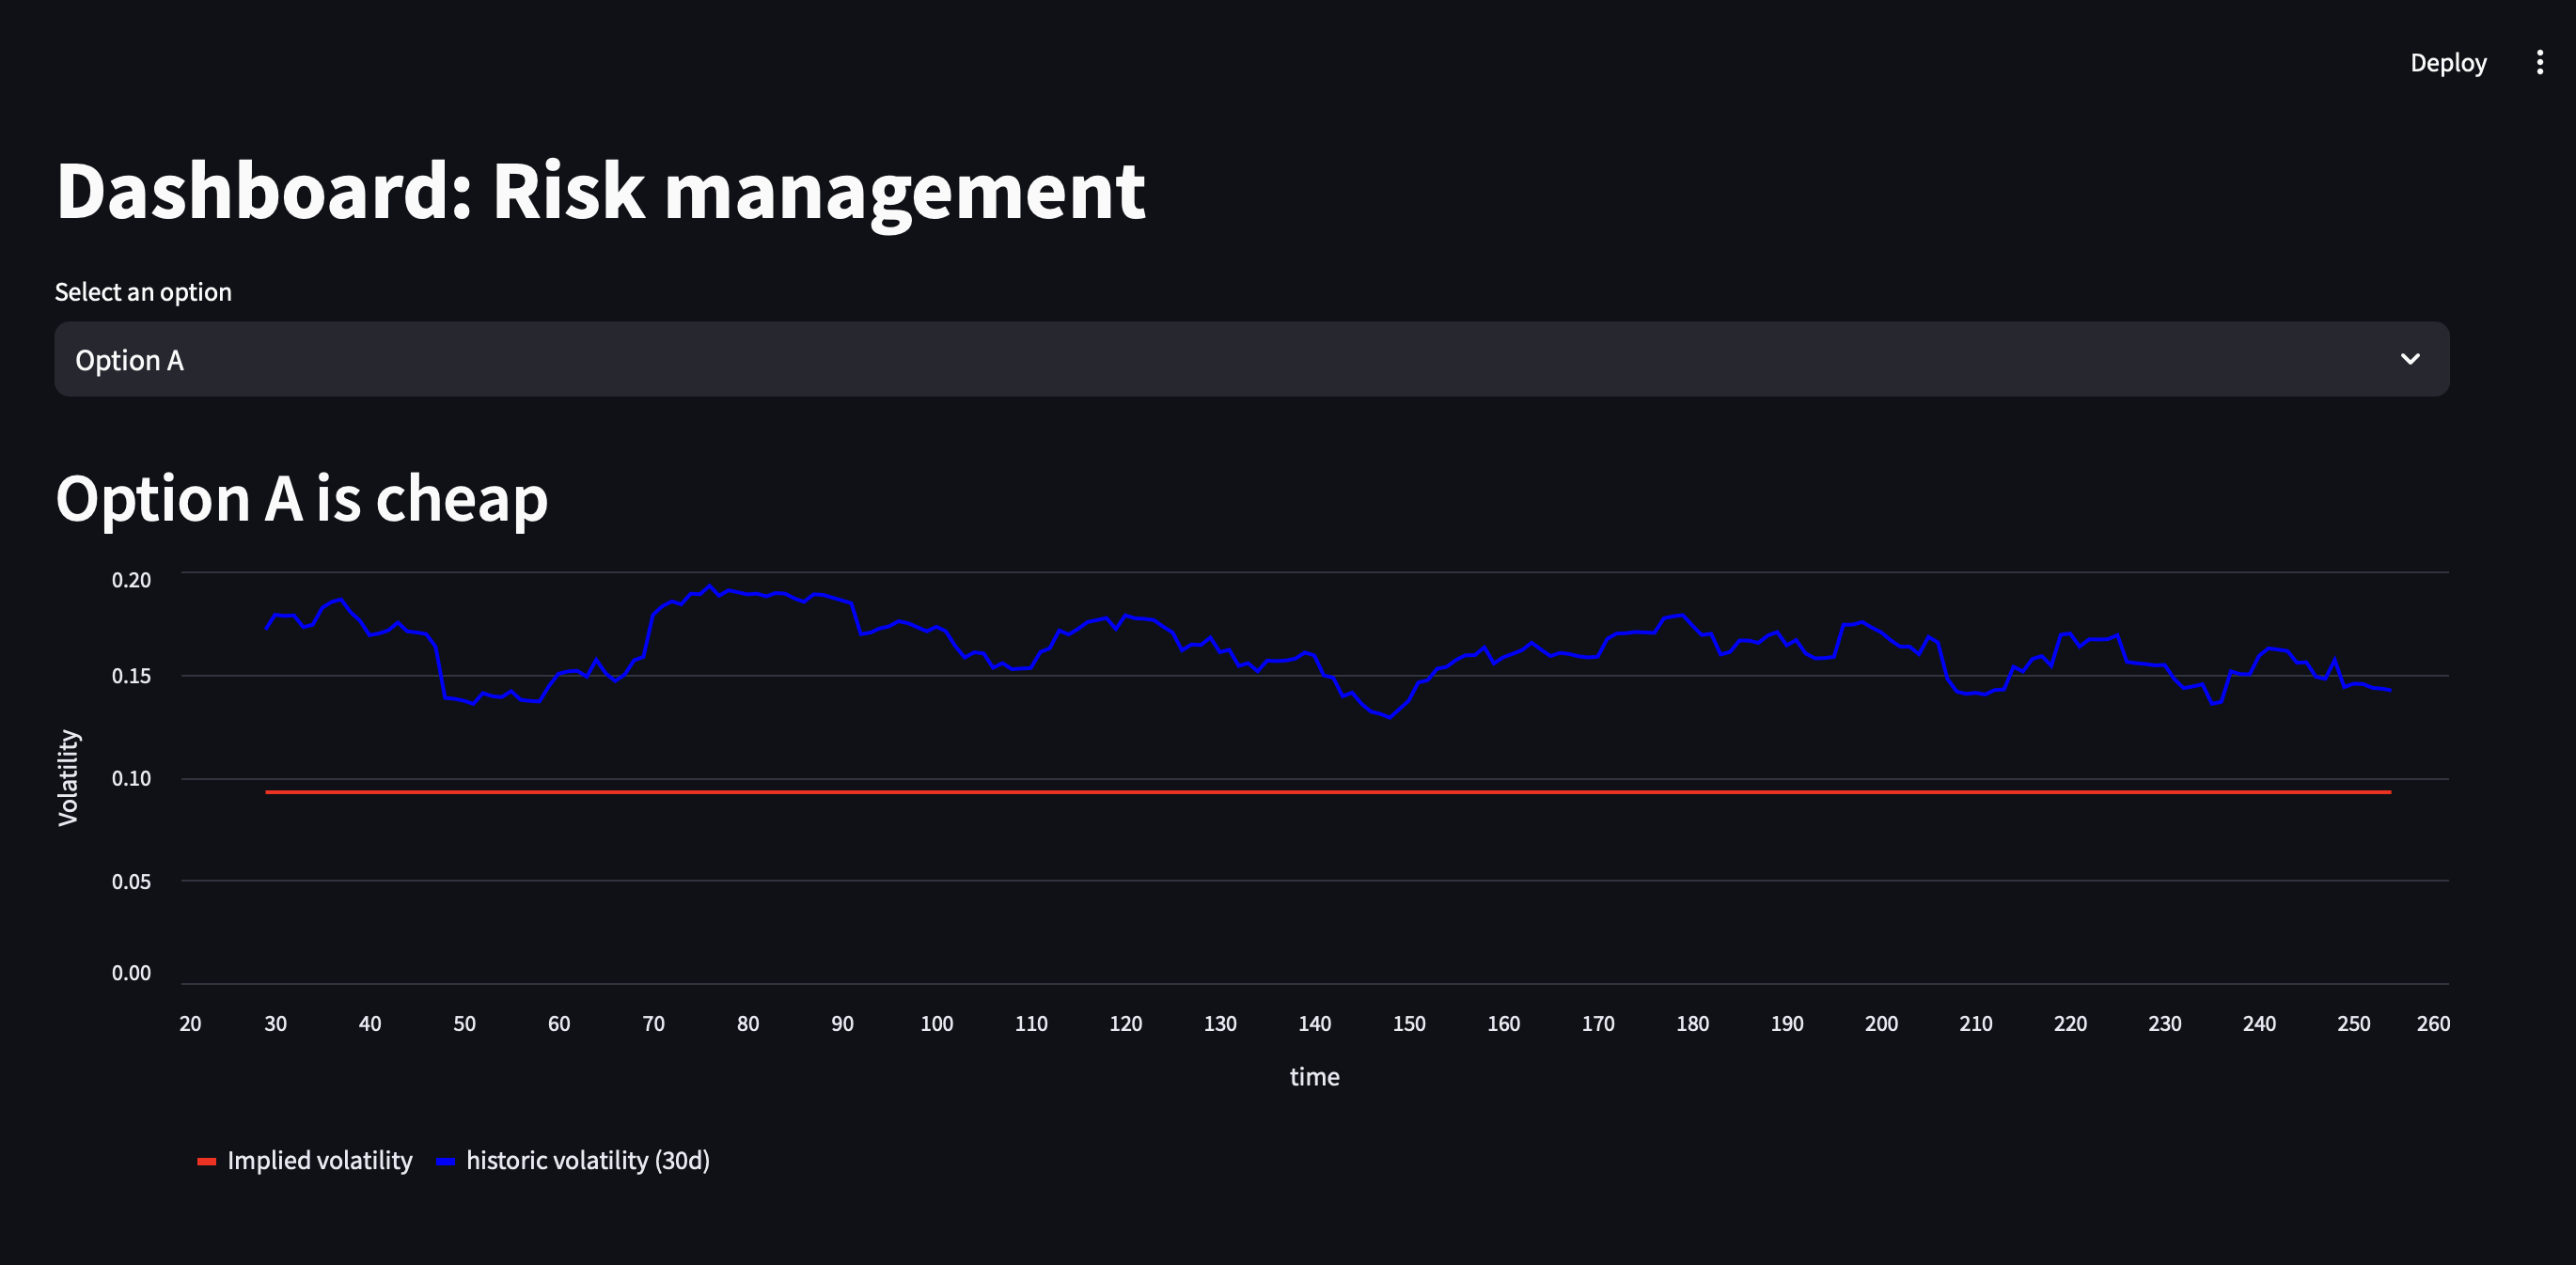 Deploy
Dashboard: Risk management
Select an option
Option A
Option A is cheap
0.20
0.15
0.10
0.05
0.00
Volatility
20 30 40 50 60 70 80 90 100 110 120 130 140 150 160 170 180 190 200 210 220 230 240 250 260
time
Implied volatility historic volatility (30d)